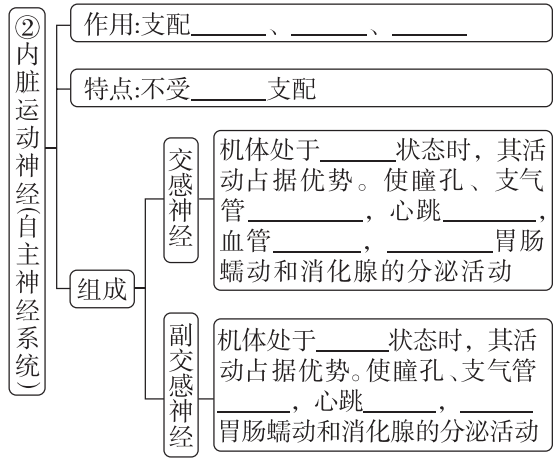 ②内脏运动神经(自主神经系统)
作用:支配______、______、______
特点:不受______支配
组成
交感神经
机体处于______状态时，其活
动占据优势。使瞳孔、支气
管________，心跳_______，
血管_______，________胃肠
蠕动和消化腺的分泌活动
副交感神经
机体处于______状态时，其活
动占据优势。使瞳孔、支气管
______，心跳______，______
胃肠蠕动和消化腺的分泌活动